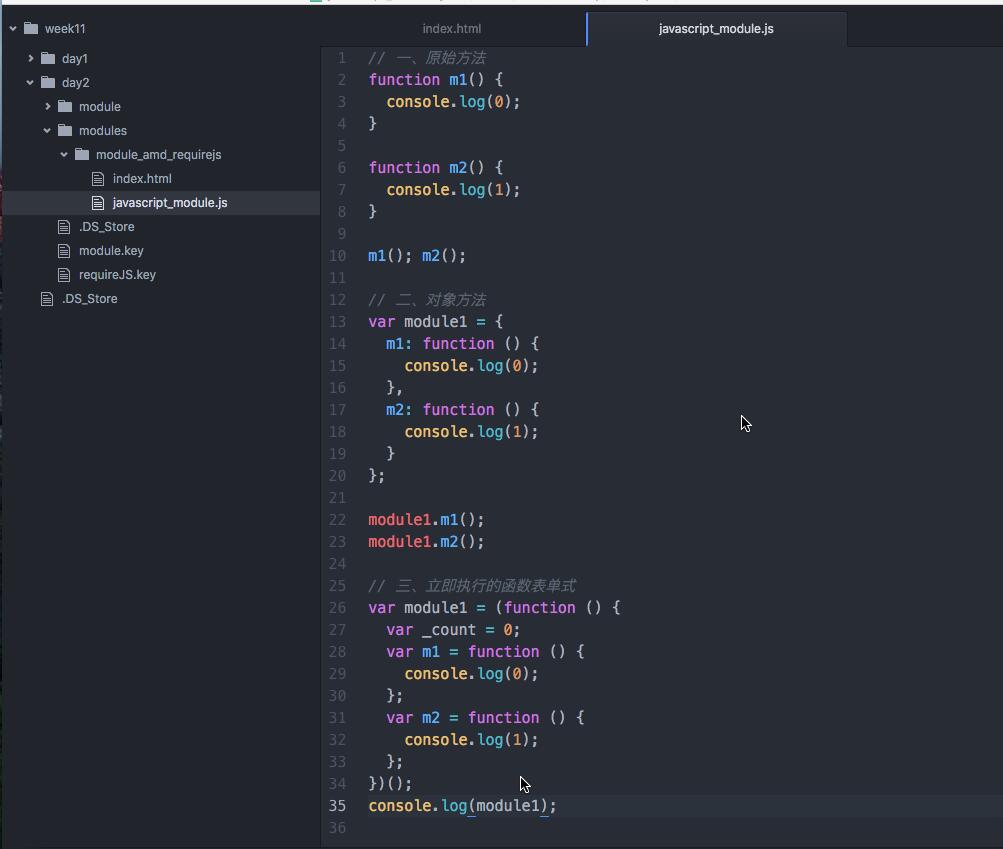 week11
day1
day2
module
modules
module_amd_requirejs
index.html
javascript_module.js
.DS_Store
module.key
requireJS.key
.DS_Store
index.html
javascript_module.js
1 // 一、原始方法
2 function m1() {
3 console.log(0);
4 }
5
6 function m2() {
7 console.log(1);
8 }
9
10 m1(); m2();
11
12 // 二、对象方法
13 var module1 = {
14 m1: function () {
15 console.log(0);
16 },
17 m2: function () {
18 console.log(1);
19 }
20 };
21
22 module1.m1();
23 module1.m2();
24
25 // 三、立即执行的函数表单式
26 var module1 = (function () {
27 var _count = 0;
28 var m1 = function () {
29 console.log(0);
30 };
31 var m2 = function () {
32 console.log(1);
33 };
34 })();
35 console.log(module1);
36